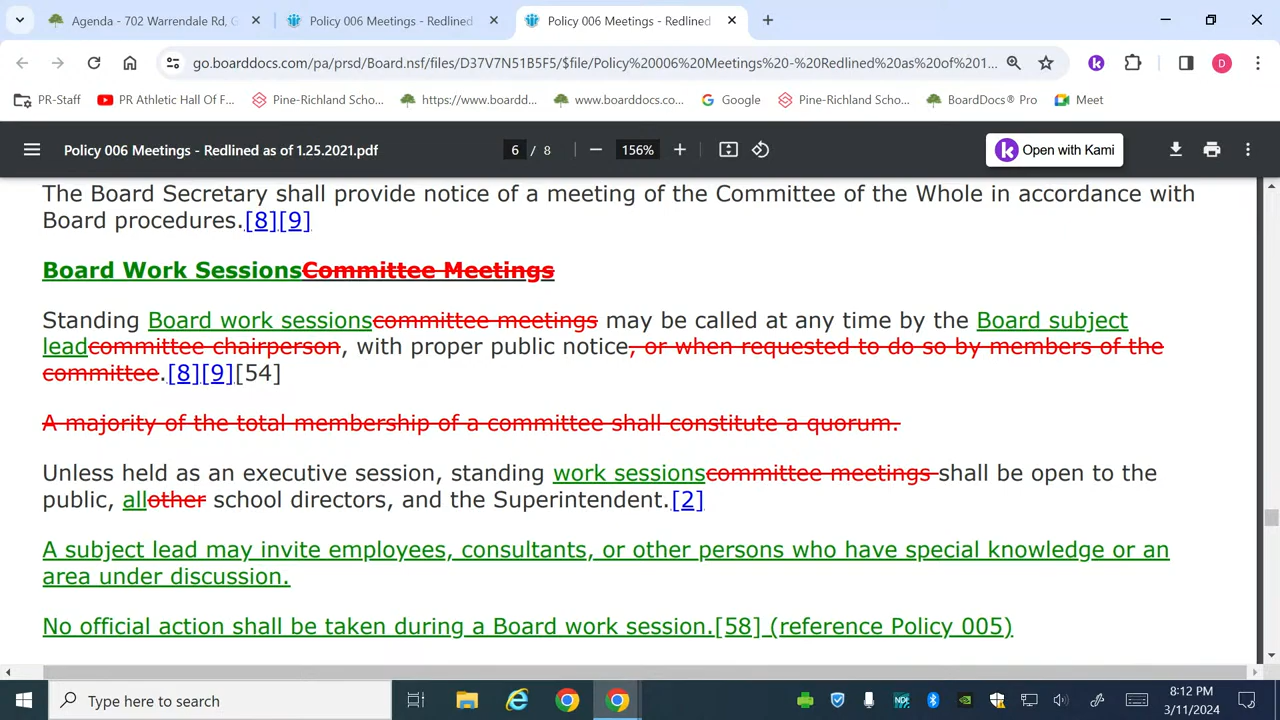 Agenda - 702 Warrendale Rd, G
Policy 006 Meetings - Redlined
Policy 006 Meetings - Redlined
go.boarddocs.com/pa/prsd/Board.nsf/files/D37V7N51B5F5/$file/Policy%20006%20Meetings%20-%20Redlined%20as%20of%201...
D
PR-Staff
PR Athletic Hall Of F...
Pine-Richland Scho...
https://www.boardd...
www.boarddocs.co...
Google
Pine-Richland Scho...
BoardDocs® Pro
Meet
Policy 006 Meetings - Redlined as of 1.25.2021.pdf
6 / 8
156%
Open with Kami
The Board Secretary shall provide notice of a meeting of the Committee of the Whole in accordance with
Board procedures.[8][9]
Board Work SessionsCommittee Meetings
Standing Board work sessionscommittee meetings may be called at any time by the Board subject
leadcommittee chairperson, with proper public notice, or when requested to do so by members of the
committee.[8][9][54]
A majority of the total membership of a committee shall constitute a quorum.
Unless held as an executive session, standing work sessionscommittee meetings shall be open to the
public, allother school directors, and the Superintendent.[2]
A subject lead may invite employees, consultants, or other persons who have special knowledge or an
area under discussion.
No official action shall be taken during a Board work session.[58] (reference Policy 005)
Type here to search
8:12 PM
3/11/2024